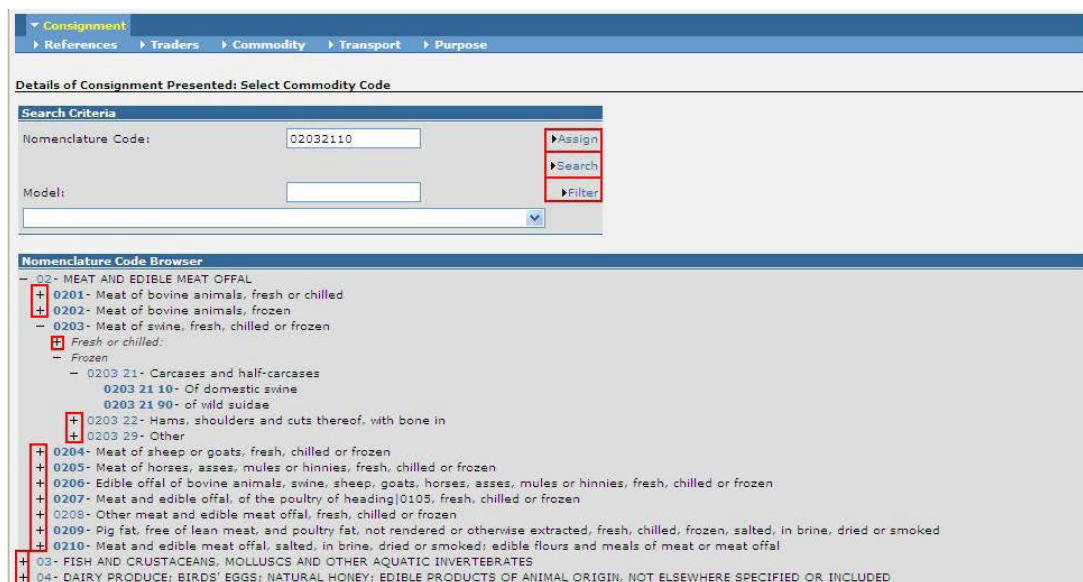 Consignment
References Traders Commodity Transport Purpose
Details of Consignment Presented: Select Commodity Code
Search Criteria
Nomenclature Code: 02032110 Assign
Search
Model: Filter
Nomenclature Code Browser
− 02- MEAT AND EDIBLE MEAT OFFAL
+ 0201- Meat of bovine animals, fresh or chilled
+ 0202- Meat of bovine animals, frozen
− 0203- Meat of swine, fresh, chilled or frozen
+ Fresh or chilled:
− Frozen
− 0203 21- Carcases and half-carcases
0203 21 10- Of domestic swine
0203 21 90- of wild suidae
+ 0203 22- Hams, shoulders and cuts thereof, with bone in
+ 0203 29- Other
+ 0204- Meat of sheep or goats, fresh, chilled or frozen
+ 0205- Meat of horses, asses, mules or hinnies, fresh, chilled or frozen
+ 0206- Edible offal of bovine animals, swine, sheep, goats, horses, asses, mules or hinnies, fresh, chilled or frozen
+ 0207- Meat and edible offal, of the poultry of heading|0105, fresh, chilled or frozen
+ 0208- Other meat and edible meat offal, fresh, chilled or frozen
+ 0209- Pig fat, free of lean meat, and poultry fat, not rendered or otherwise extracted, fresh, chilled, frozen, salted, in brine, dried or smoked
+ 0210- Meat and edible meat offal, salted, in brine, dried or smoked; edible flours and meals of meat or meat offal
+ 03- FISH AND CRUSTACEANS, MOLLUSCS AND OTHER AQUATIC INVERTEBRATES
+ 04- DAIRY PRODUCE; BIRDS' EGGS; NATURAL HONEY; EDIBLE PRODUCTS OF ANIMAL ORIGIN, NOT ELSEWHERE SPECIFIED OR INCLUDED